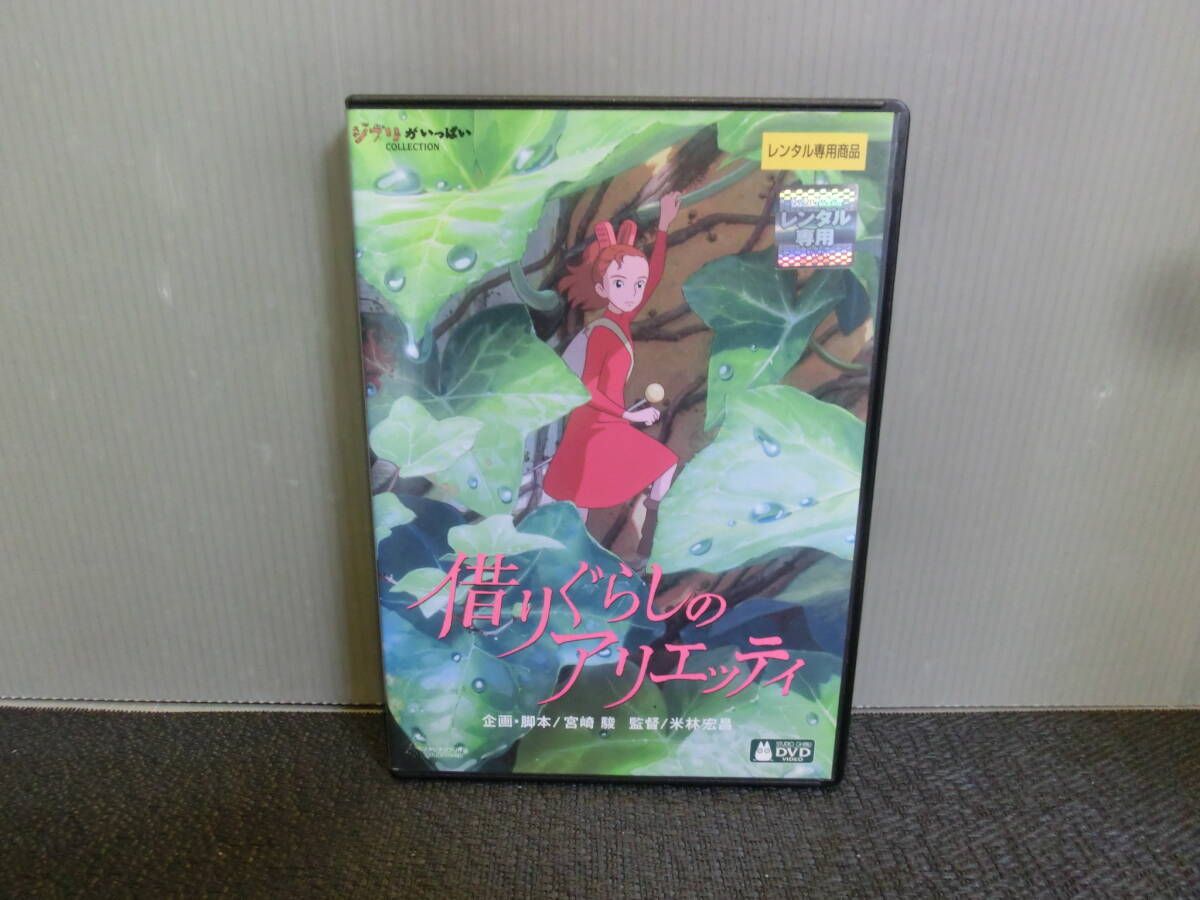 ジブリがいっぱい
COLLECTION
レンタル専用商品
レンタル
専用
借りぐらしの
アリエッティ
企画・脚本/宮崎 駿 監督/米林宏昌
STUDIO GHIBLI
DVD
VIDEO